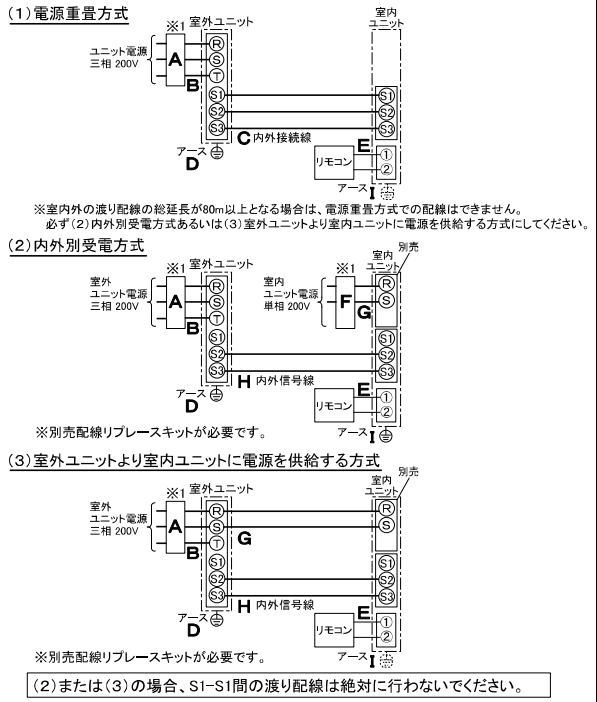 (1)電源重畳方式
室内
ユニット
※1 室外ユニット
ユニット電源
三相 200V
A
B
R
S
T
S1
S2
S3
S1
S2
S3
C 内外接続線
アース
D
E
リモコン
①
②
アース I
※室内外の渡り配線の総延長が80m以上となる場合は、電源重畳方式での配線はできません。
必ず(2)内外別受電方式あるいは(3)室外ユニットより室内ユニットに電源を供給する方式にしてください。
(2)内外別受電方式
室内
ユニット
別売
※1 室外ユニット
室外
ユニット電源
三相 200V
A
B
R
S
T
S1
S2
S3
※1
室内
ユニット電源
単相 200V
F
G
R
S
S1
S2
S3
H 内外信号線
アース
D
E
リモコン
①
②
アース I
※別売配線リプレースキットが必要です。
(3)室外ユニットより室内ユニットに電源を供給する方式
室内
ユニット
別売
※1 室外ユニット
室外
ユニット電源
三相 200V
A
B
R
S
T
S1
S2
S3
G
R
S
S1
S2
S3
H 内外信号線
アース
D
E
リモコン
①
②
アース I
※別売配線リプレースキットが必要です。
(2)または(3)の場合、S1-S1間の渡り配線は絶対に行わないでください。